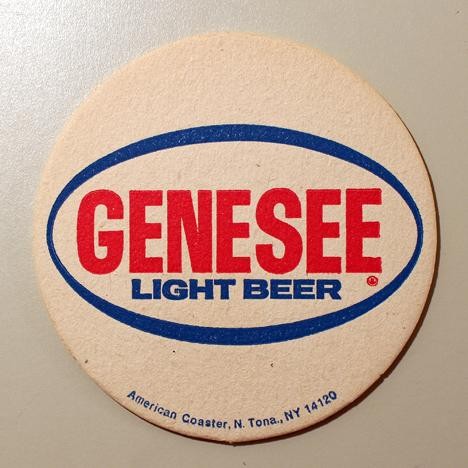 GENESEE
LIGHT BEER
®
American Coaster, N. Tona., NY 14120